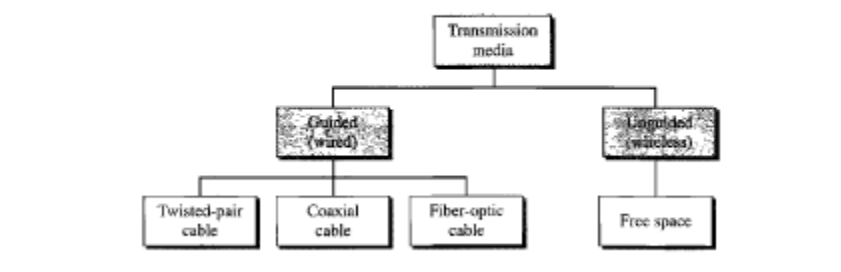 Transmission
media
Guided
(wired)
Unguided
(wireless)
Twisted-pair
cable
Coaxial
cable
Fiber-optic
cable
Free space